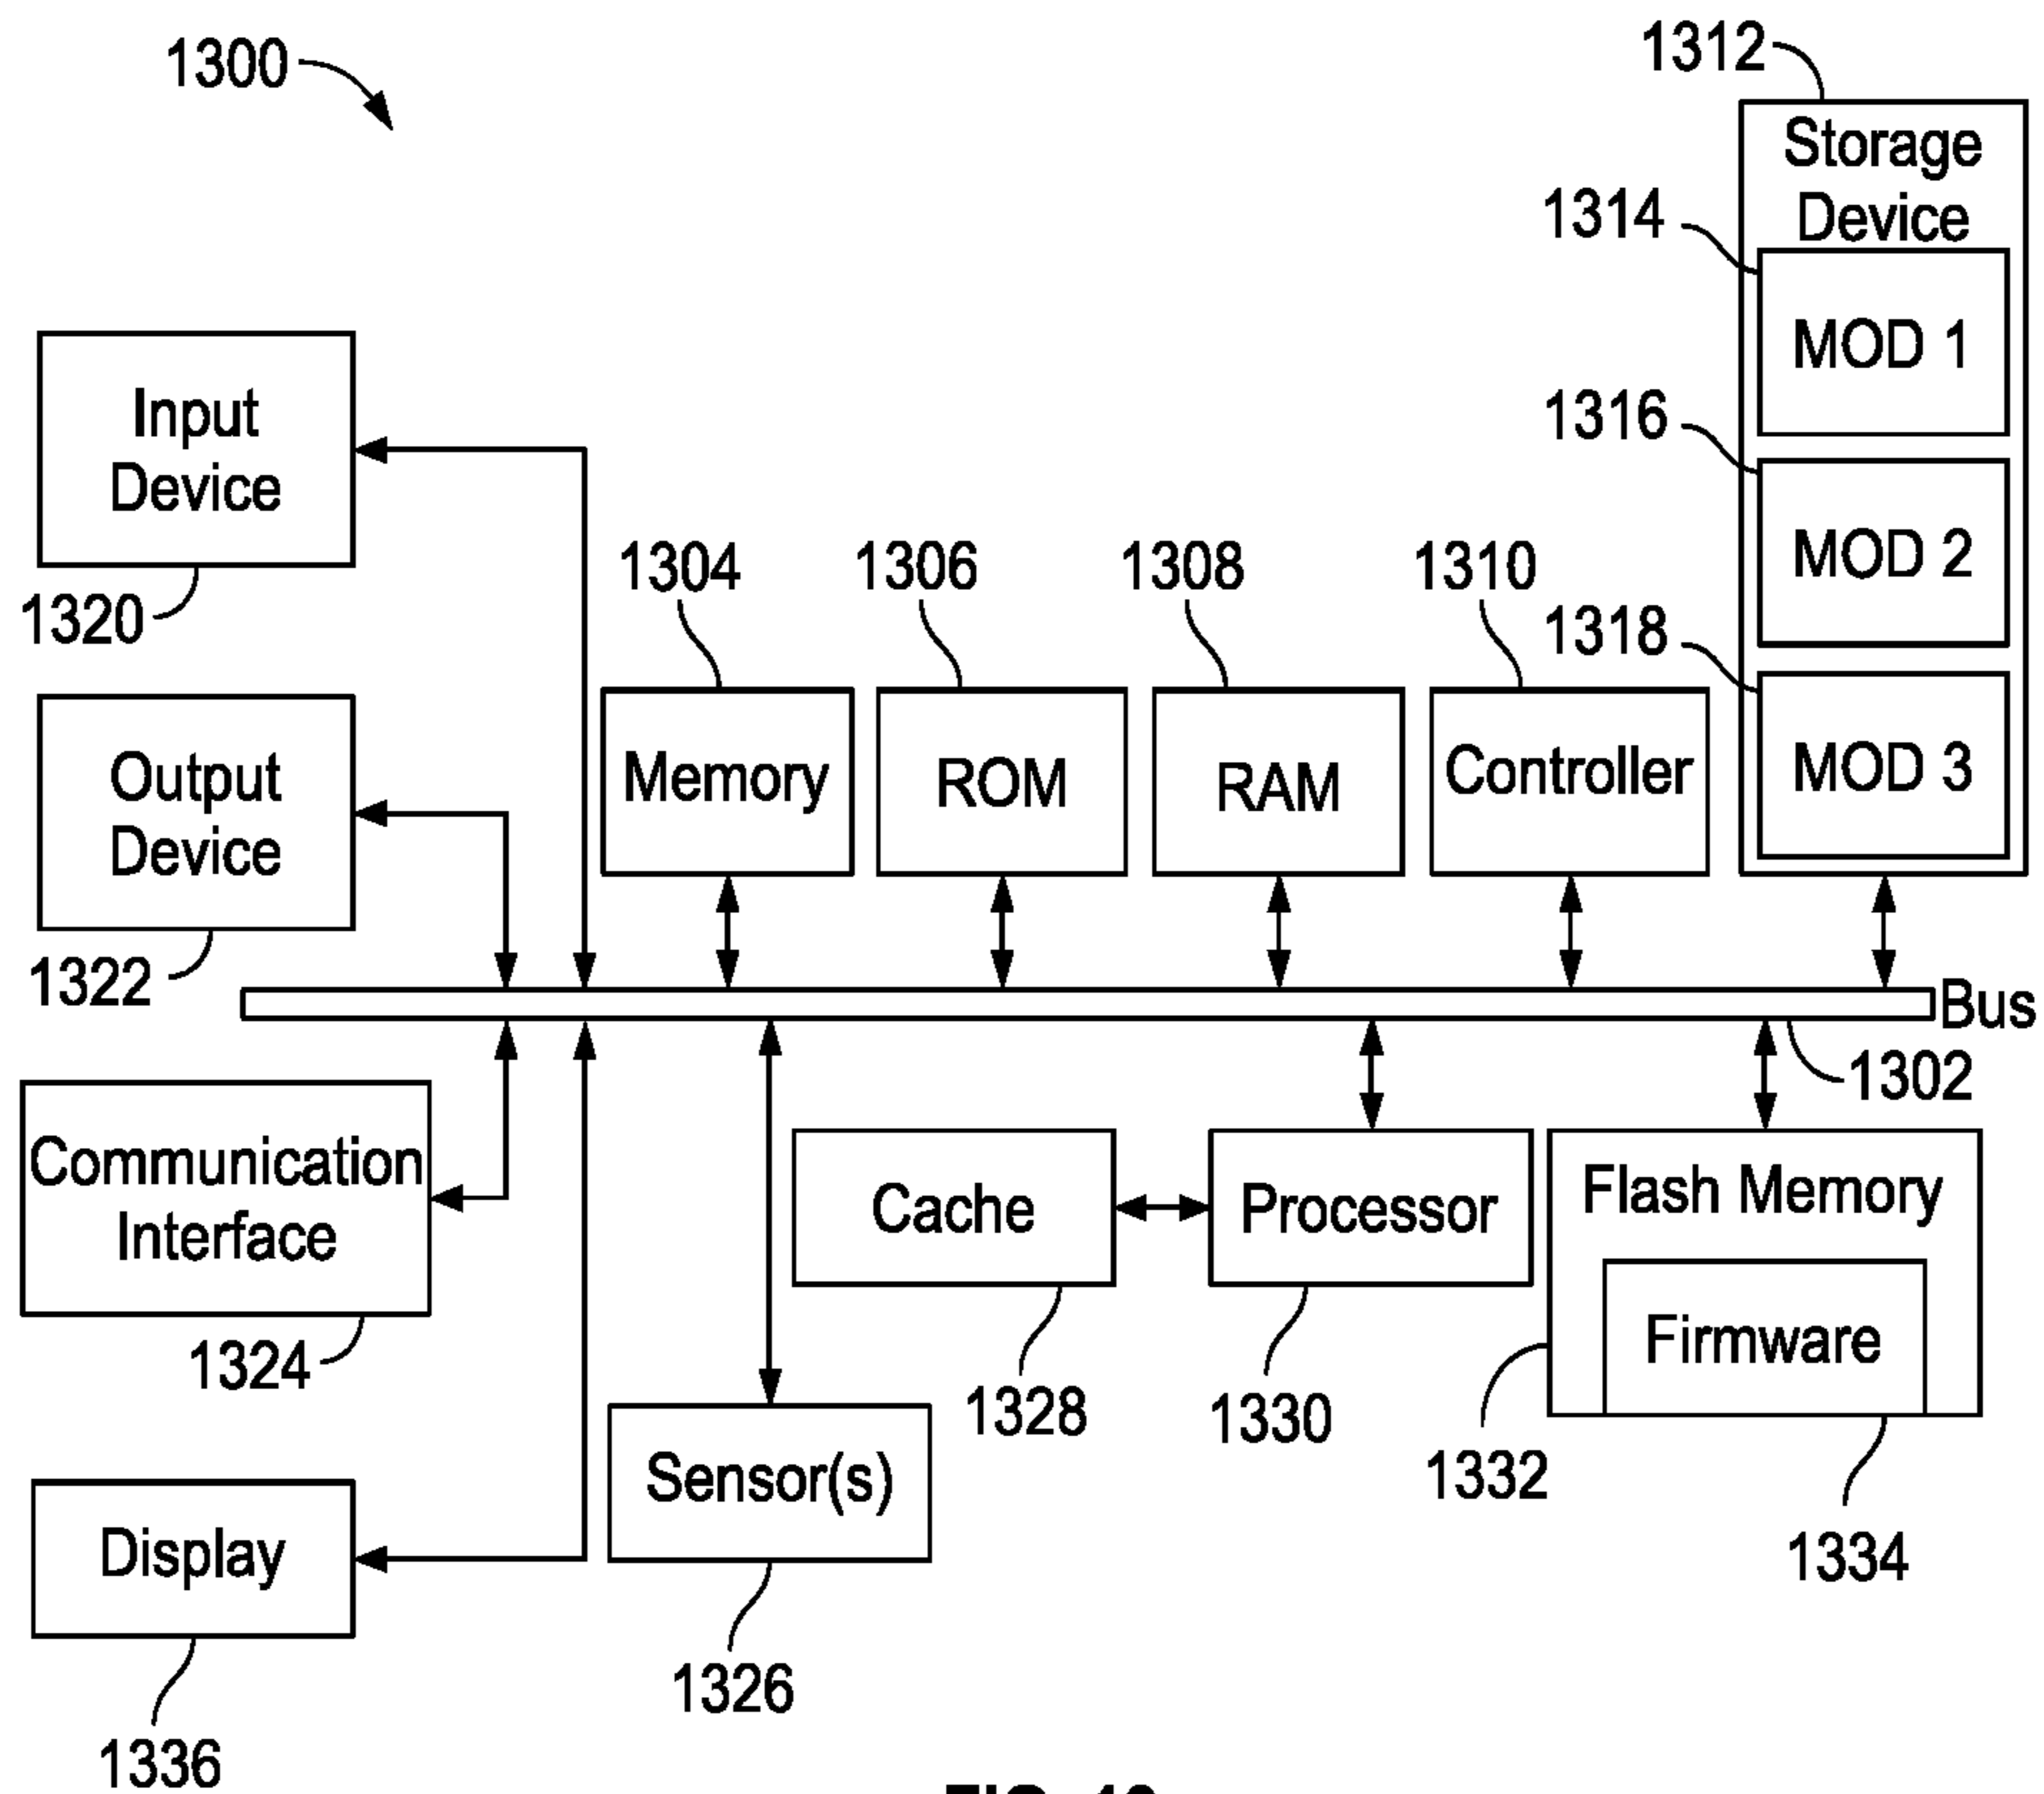 1300
1312
Storage
Device
1314
MOD 1
1316
MOD 2
1318
MOD 3
Input
Device
1320
1304
1306
1308
1310
Memory
ROM
RAM
Controller
Output
Device
1322
Bus
1302
Communication
Interface
1324
Cache
1328
Processor
1330
Flash Memory
Firmware
1332
1334
Sensor(s)
1326
Display
1336